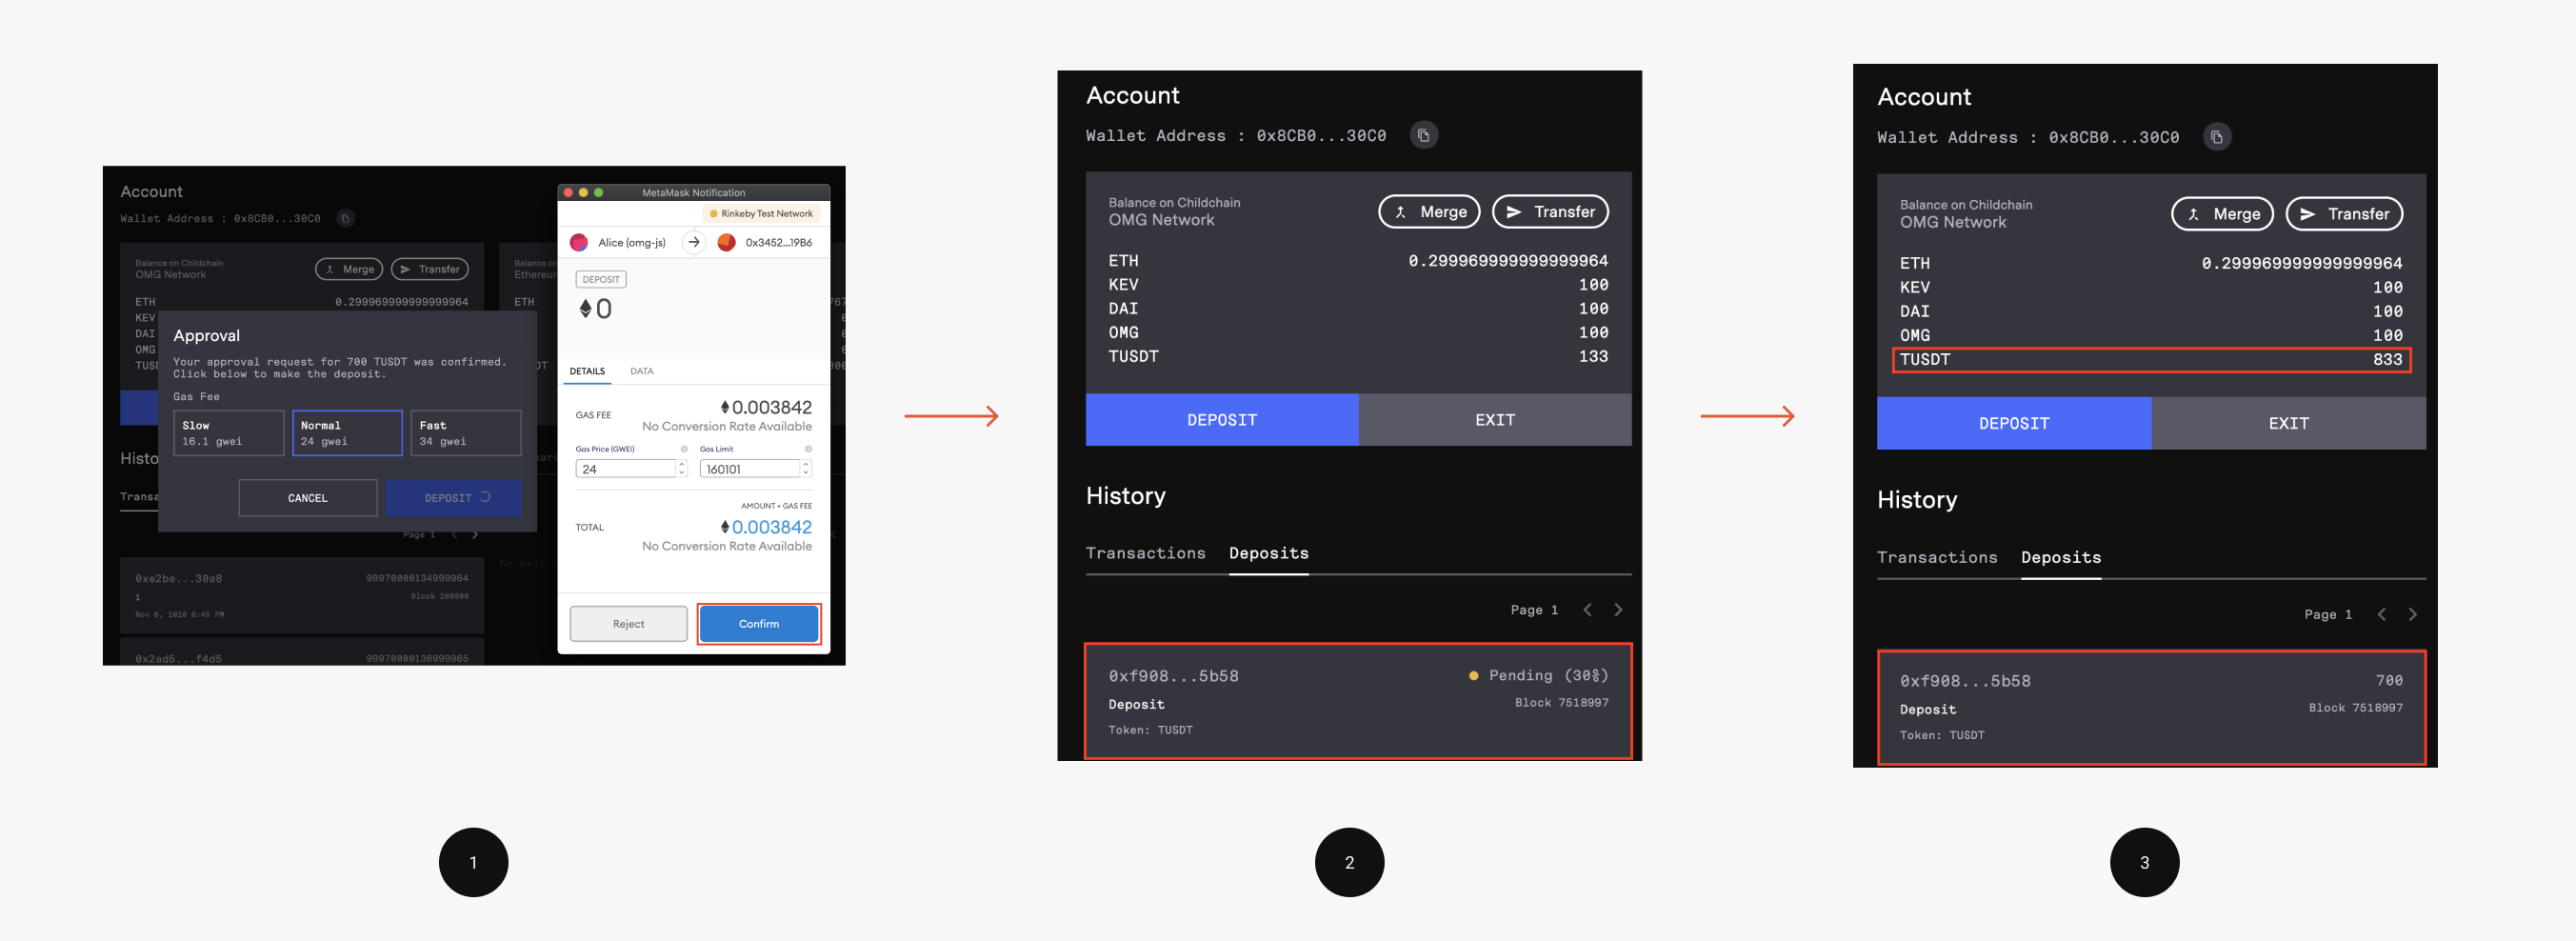 Account
Wallet Address : 0x8CB0...30C0
Balance on Childchain
OMG Network
Merge
Transfer
ETH 0.299969999999999964
KEV
DAI
OMG
Balance on
ETH
Approval
Your approval request for 700 TUSDT was confirmed.
Click below to make the deposit.
Gas Fee
Slow
16.1 gwei
Normal
24 gwei
Fast
34 gwei
CANCEL
DEPOSIT
Page 1
0xe2be...30a8 99970000134999964
1 Block 269000
Nov 6, 2020 6:45 PM
0x2ad5...f4d5 99970000136999965
No exit
MetaMask Notification
Rinkeby Test Network
Alice (omg-js)
0x3452...19B6
DEPOSIT
0
DETAILS DATA
GAS FEE 0.003842
No Conversion Rate Available
Gas Price (GWEI) Gas Limit
24 160101
AMOUNT + GAS FEE
TOTAL 0.003842
No Conversion Rate Available
Reject Confirm
1
Account
Wallet Address : 0x8CB0...30C0
Balance on Childchain
OMG Network
Merge
Transfer
ETH 0.299969999999999964
KEV 100
DAI 100
OMG 100
TUSDT 133
DEPOSIT EXIT
History
Transactions Deposits
Page 1
0xf908...5b58 Pending (30%)
Deposit Block 7518997
Token: TUSDT
2
Account
Wallet Address : 0x8CB0...30C0
Balance on Childchain
OMG Network
Merge
Transfer
ETH 0.299969999999999964
KEV 100
DAI 100
OMG 100
TUSDT 833
DEPOSIT EXIT
History
Transactions Deposits
Page 1
0xf908...5b58 700
Deposit Block 7518997
Token: TUSDT
3